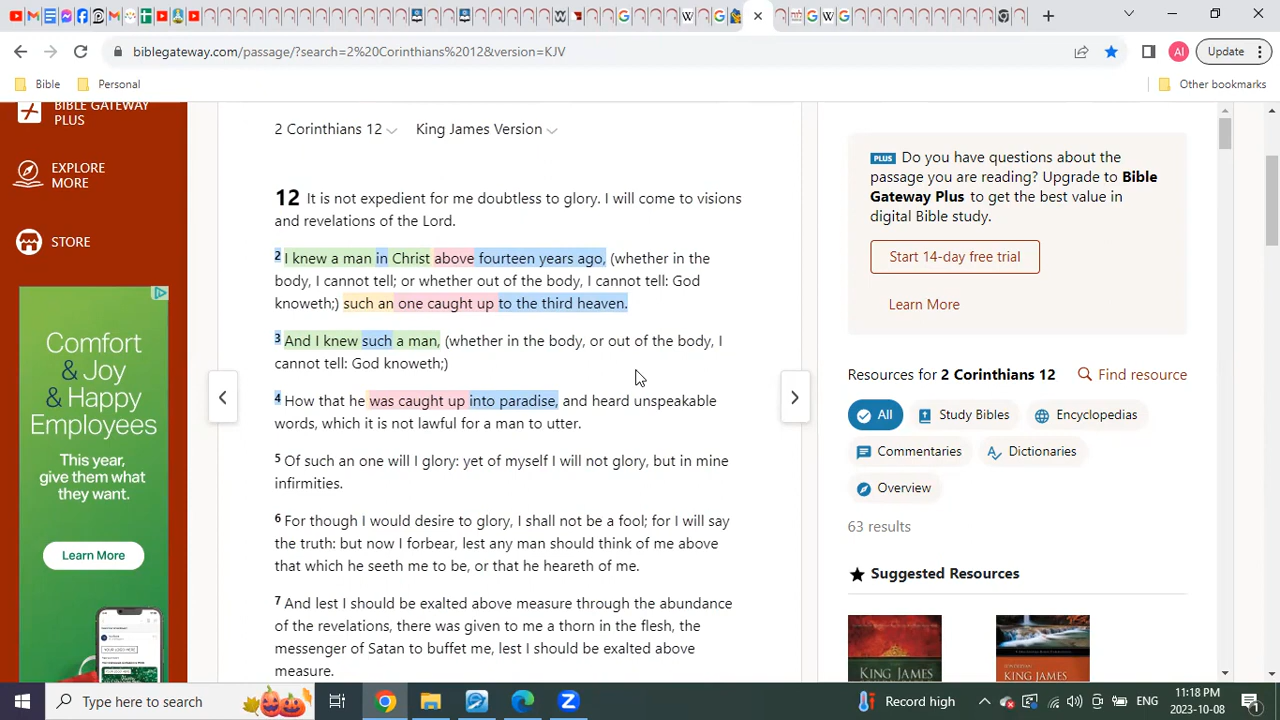 biblegateway.com/passage/?search=2%20Corinthians%2012&version=KJV
AI
Update
Bible
Personal
Other bookmarks
BIBLE GATEWAY
PLUS
EXPLORE
MORE
STORE
Comfort
& Joy
& Happy
Employees
This year,
give them what
they want.
Learn More
2 Corinthians 12 King James Version
12 It is not expedient for me doubtless to glory. I will come to visions
and revelations of the Lord.
2 I knew a man in Christ above fourteen years ago, (whether in the
body, I cannot tell; or whether out of the body, I cannot tell: God
knoweth;) such an one caught up to the third heaven.
3 And I knew such a man, (whether in the body, or out of the body, I
cannot tell: God knoweth;)
4 How that he was caught up into paradise, and heard unspeakable
words, which it is not lawful for a man to utter.
5 Of such an one will I glory: yet of myself I will not glory, but in mine
infirmities.
6 For though I would desire to glory, I shall not be a fool; for I will say
the truth: but now I forbear, lest any man should think of me above
that which he seeth me to be, or that he heareth of me.
7 And lest I should be exalted above measure through the abundance
of the revelations, there was given to me a thorn in the flesh, the
messenger of Satan to buffet me, lest I should be exalted above
PLUS Do you have questions about the
passage you are reading? Upgrade to Bible
Gateway Plus to get the best value in
digital Bible study.
Start 14-day free trial
Learn More
Resources for 2 Corinthians 12 Find resource
All Study Bibles Encyclopedias
Commentaries Dictionaries
Overview
63 results
Suggested Resources
KING JAMES
KING JAMES
Type here to search
Record high
ENG
11:18 PM
2023-10-08
1